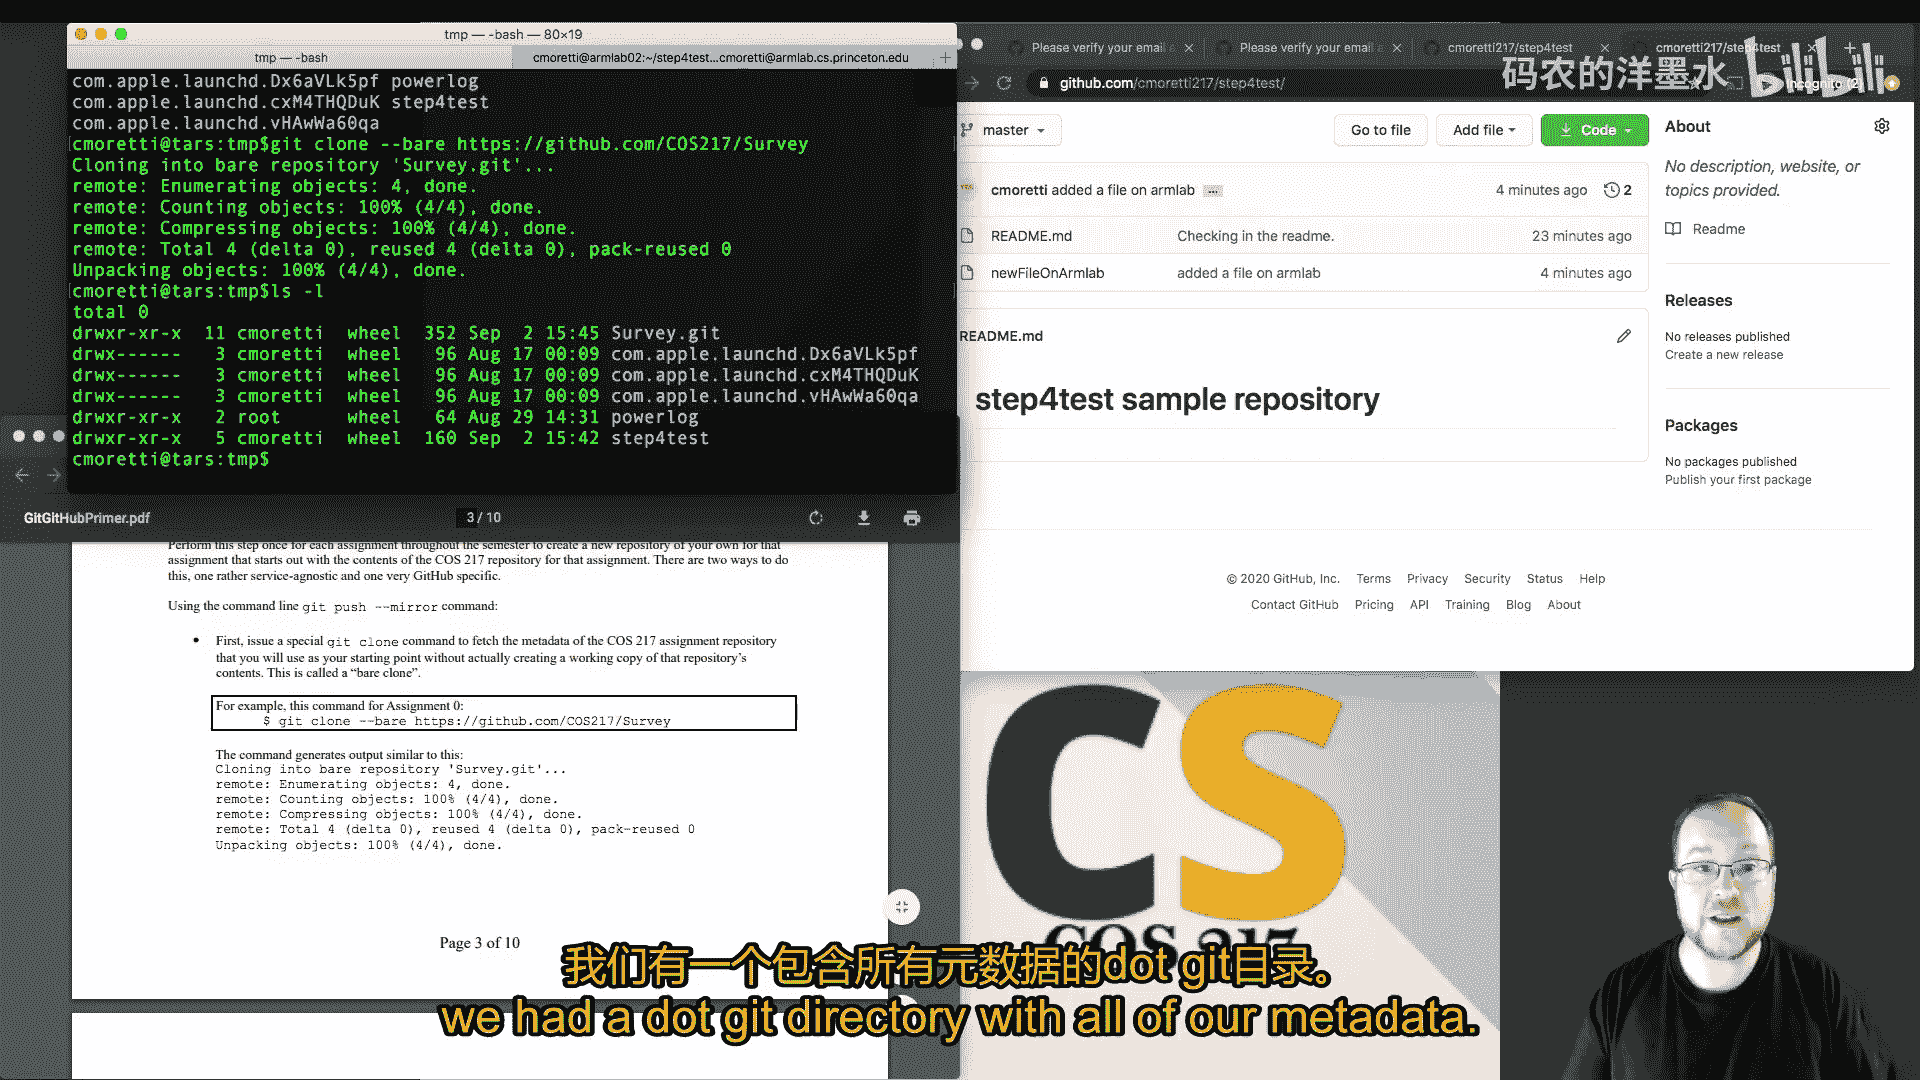 tmp — -bash — 80×19
tmp — -bash
cmoretti@armlab02:~/step4test...cmoretti@armlab.cs.princeton.edu
com.apple.launchd.Dx6aVLk5pf powerlog
com.apple.launchd.cxM4THQDuK step4test
com.apple.launchd.vHAwWa60qa
cmoretti@tars:tmp$git clone --bare https://github.com/COS217/Survey
Cloning into bare repository 'Survey.git'...
remote: Enumerating objects: 4, done.
remote: Counting objects: 100% (4/4), done.
remote: Compressing objects: 100% (4/4), done.
remote: Total 4 (delta 0), reused 4 (delta 0), pack-reused 0
Unpacking objects: 100% (4/4), done.
cmoretti@tars:tmp$ls -l
total 0
drwxr-xr-x 11 cmoretti wheel 352 Sep 2 15:45 Survey.git
drwx------ 3 cmoretti wheel 96 Aug 17 00:09 com.apple.launchd.Dx6aVLk5pf
drwx------ 3 cmoretti wheel 96 Aug 17 00:09 com.apple.launchd.cxM4THQDuK
drwx------ 3 cmoretti wheel 96 Aug 17 00:09 com.apple.launchd.vHAwWa60qa
drwxr-xr-x 2 root wheel 64 Aug 29 14:31 powerlog
drwxr-xr-x 5 cmoretti wheel 160 Sep 2 15:42 step4test
cmoretti@tars:tmp$
GitGitHubPrimer.pdf
3 / 10
Perform this step once for each assignment throughout the semester to create a new repository of your own for that
assignment that starts out with the contents of the COS 217 repository for that assignment. There are two ways to do
this, one rather service-agnostic and one very GitHub specific.
Using the command line git push --mirror command:
• First, issue a special git clone command to fetch the metadata of the COS 217 assignment repository
that you will use as your starting point without actually creating a working copy of that repository's
contents. This is called a “bare clone”.
For example, this command for Assignment 0:
$ git clone --bare https://github.com/COS217/Survey
The command generates output similar to this:
Cloning into bare repository 'Survey.git'...
remote: Enumerating objects: 4, done.
remote: Counting objects: 100% (4/4), done.
remote: Compressing objects: 100% (4/4), done.
remote: Total 4 (delta 0), reused 4 (delta 0), pack-reused 0
Unpacking objects: 100% (4/4), done.
Page 3 of 10
Please verify your email
Please verify your email
cmoretti217/step4test
cmoretti217/step4test
github.com/cmoretti217/step4test/
Incognito (2)
码农的洋墨水 bilibili
master
Go to file
Add file
Code
cmoretti added a file on armlab ...
4 minutes ago
2
README.md Checking in the readme. 23 minutes ago
newFileOnArmlab added a file on armlab 4 minutes ago
README.md
step4test sample repository
About
No description, website, or
topics provided.
Readme
Releases
No releases published
Create a new release
Packages
No packages published
Publish your first package
© 2020 GitHub, Inc. Terms Privacy Security Status Help
Contact GitHub Pricing API Training Blog About
CS
COS 217
我们有一个包含所有元数据的dot git目录。
we had a dot git directory with all of our metadata.